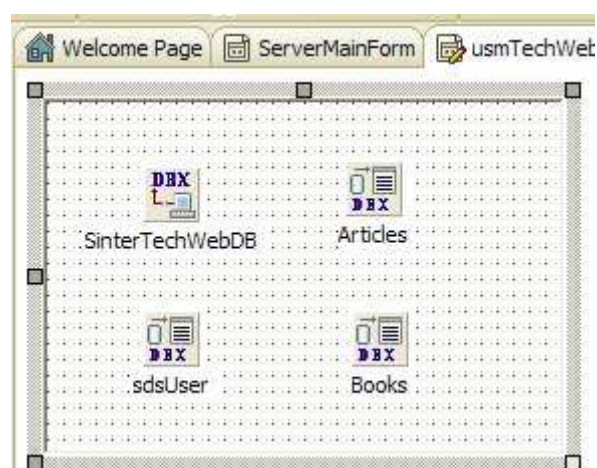 Welcome Page ServerMainForm usmTechWeb
DBX
DBX
SinterTechWebDB Articles
DBX DBX
sdsUser Books